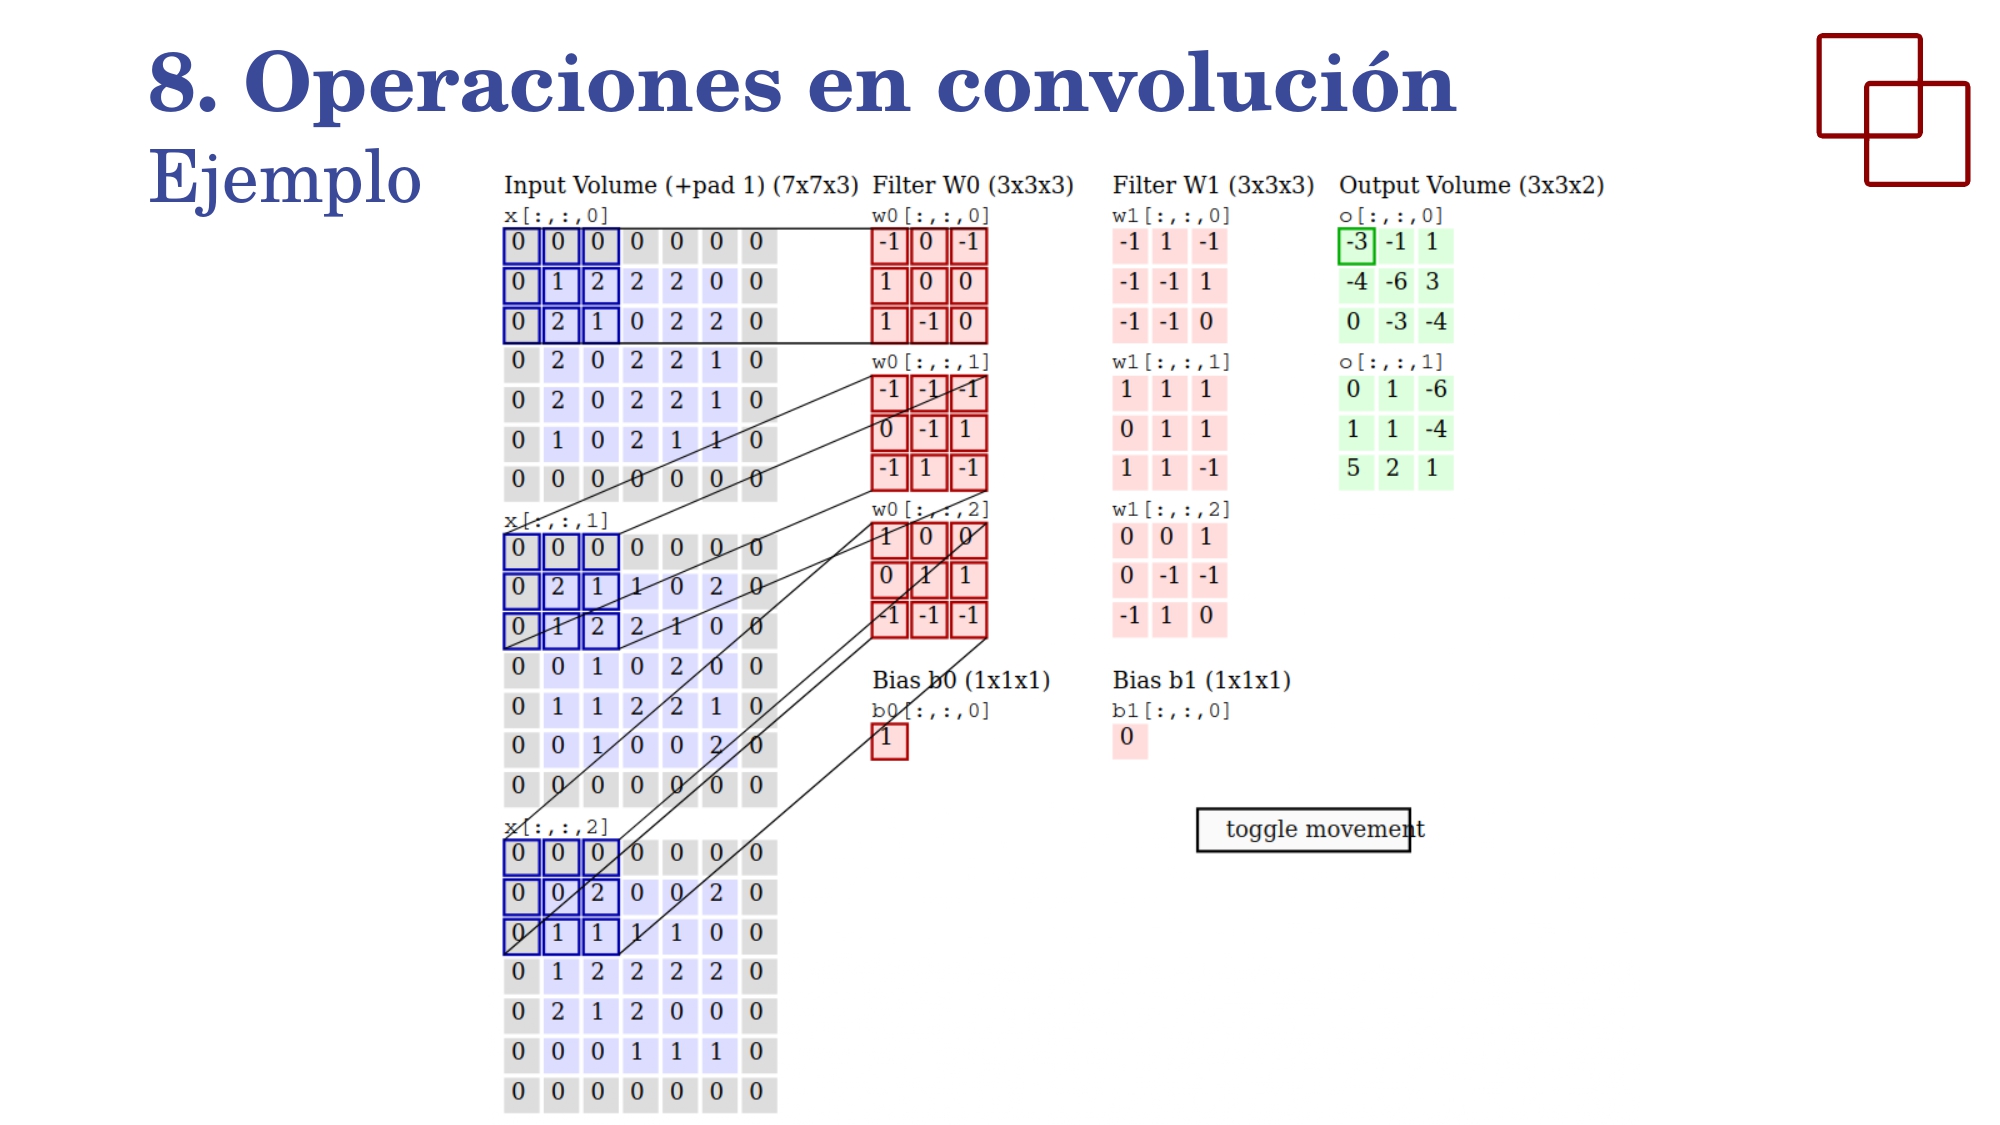 8. Operaciones en convolución
Ejemplo
Input Volume (+pad 1) (7x7x3)
x[:,:,0]
0 0 0 0 0 0 0
0 1 2 2 2 0 0
0 2 1 0 2 2 0
0 2 0 2 2 1 0
0 2 0 2 2 1 0
0 1 0 2 1 1 0
0 0 0 0 0 0 0
x[:,:,1]
0 0 0 0 0 0 0
0 2 1 1 0 2 0
0 1 2 2 1 0 0
0 0 1 0 2 0 0
0 1 1 2 2 1 0
0 0 1 0 0 2 0
0 0 0 0 0 0 0
x[:,:,2]
0 0 0 0 0 0 0
0 0 2 0 0 2 0
0 1 1 1 1 0 0
0 1 2 2 2 2 0
0 2 1 2 0 0 0
0 0 0 1 1 1 0
0 0 0 0 0 0 0
Filter W0 (3x3x3)
w0[:,:,0]
-1 0 -1
1 0 0
1 -1 0
w0[:,:,1]
-1 -1 -1
0 -1 1
-1 1 -1
w0[:,:,2]
1 0 0
0 1 1
-1 -1 -1
Bias b0 (1x1x1)
b0[:,:,0]
1
Filter W1 (3x3x3)
w1[:,:,0]
-1 1 -1
-1 -1 1
-1 -1 0
w1[:,:,1]
1 1 1
0 1 1
1 1 -1
w1[:,:,2]
0 0 1
0 -1 -1
-1 1 0
Bias b1 (1x1x1)
b1[:,:,0]
0
Output Volume (3x3x2)
o[:,:,0]
-3 -1 1
-4 -6 3
0 -3 -4
o[:,:,1]
0 1 -6
1 1 -4
5 2 1
toggle movement